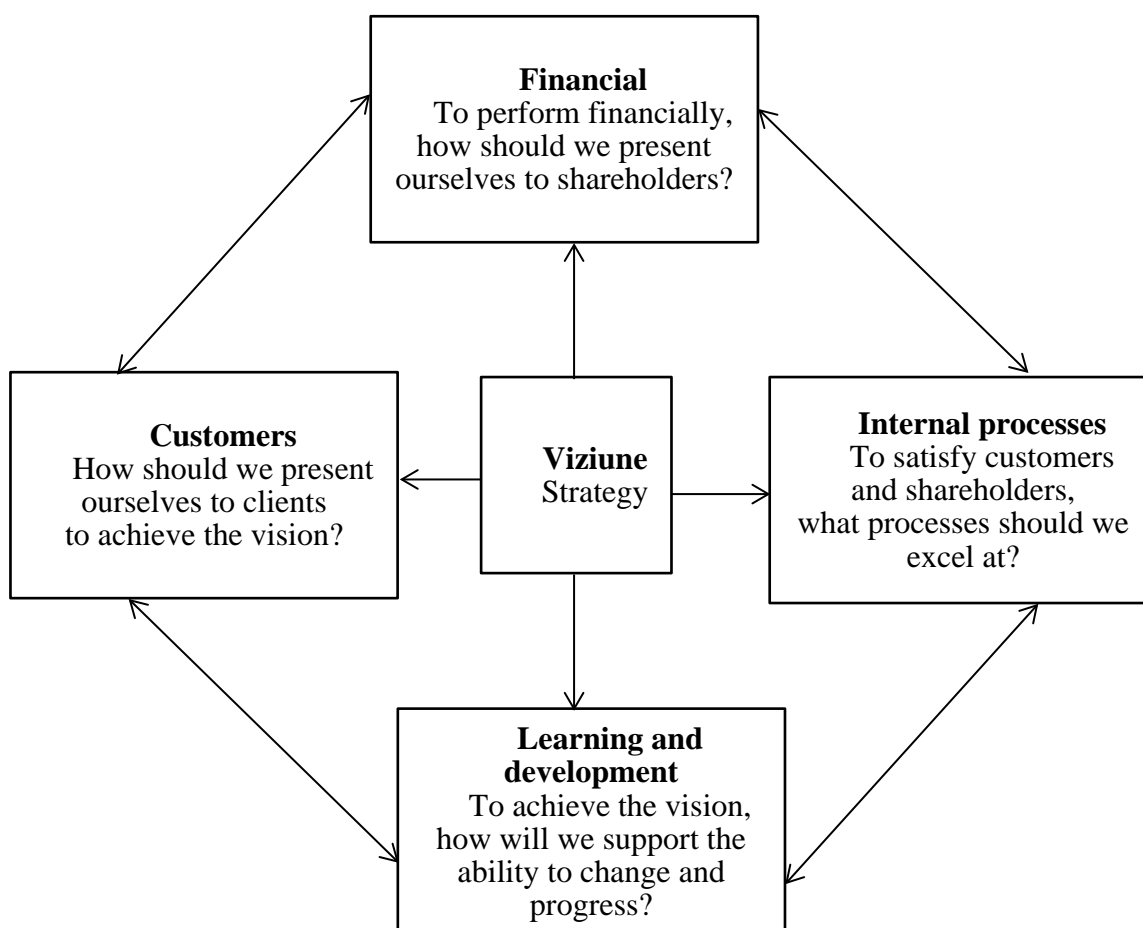 Financial
To perform financially,
how should we present
ourselves to shareholders?
Customers
How should we present
ourselves to clients
to achieve the vision?
Viziune
Strategy
Internal processes
To satisfy customers
and shareholders,
what processes should we
excel at?
Learning and
development
To achieve the vision,
how will we support the
ability to change and
progress?